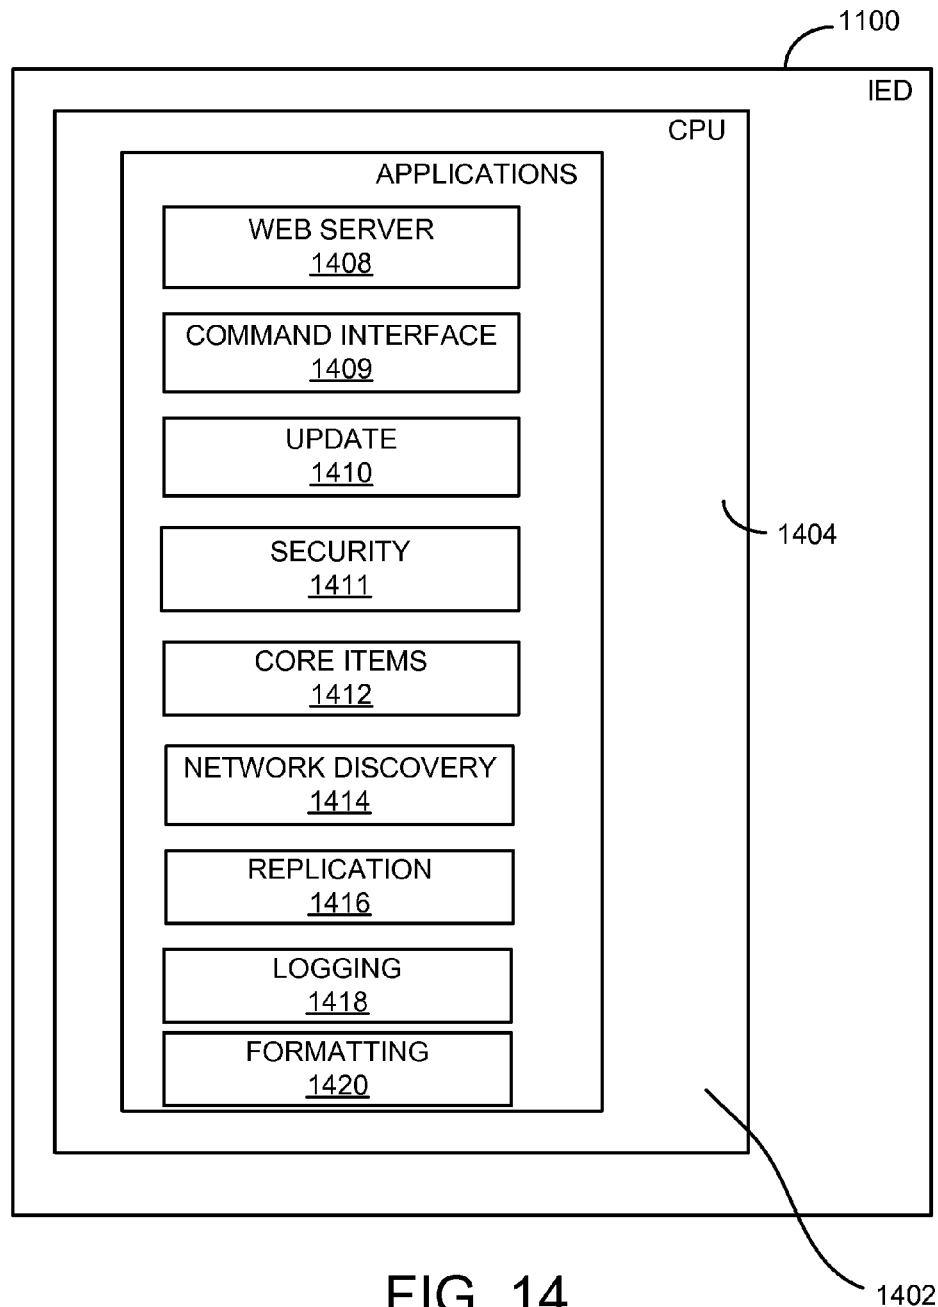 1100
IED
CPU
APPLICATIONS
WEB SERVER
1408
COMMAND INTERFACE
1409
UPDATE
1410
SECURITY
1411
1404
CORE ITEMS
1412
NETWORK DISCOVERY
1414
REPLICATION
1416
LOGGING
1418
FORMATTING
1420
1402
FIG. 14